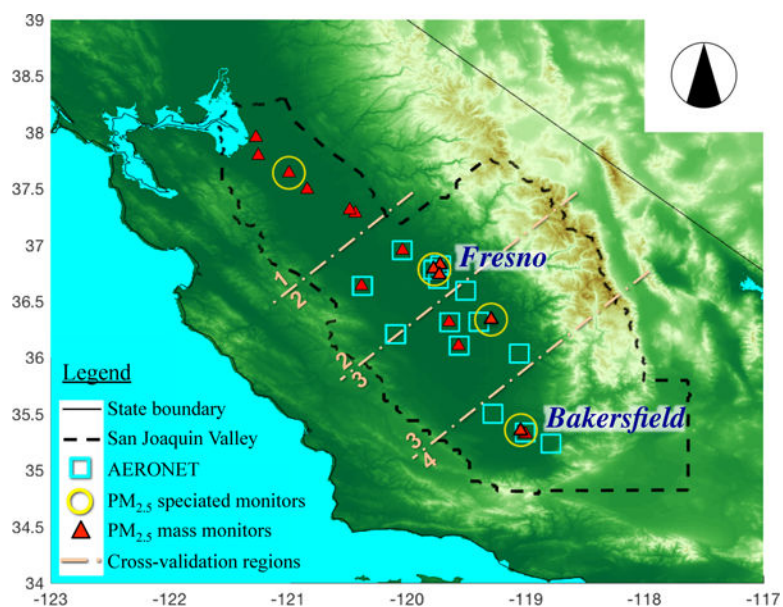 39
38
37.5
37
36.5
36
35.5
35
34.5
34
-123
-122
-121
-120
-119
-118
-117
1
2
2
3
3
4
Fresno
Bakersfield
Legend
State boundary
San Joaquin Valley
AERONET
PM2.5 speciated monitors
PM2.5 mass monitors
Cross-validation regions